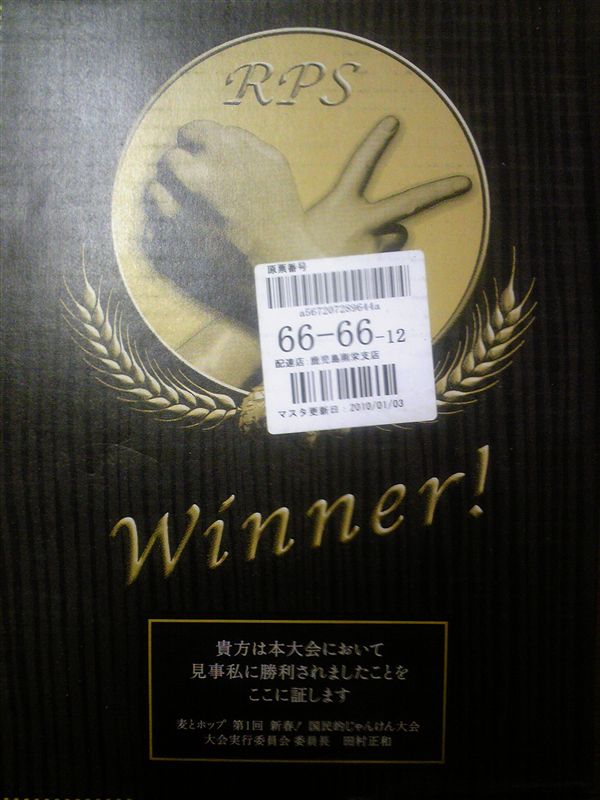 RPS
原票番号
a567207289644a
66-66-12
配達店:鹿児島南栄支店
マスタ更新日:2010/01/03
Winner!
貴方は本大会において
見事私に勝利されましたことを
ここに証します
麦とホップ 第1回 新春!国民的じゃんけん大会
大会実行委員会 委員長 田村正和